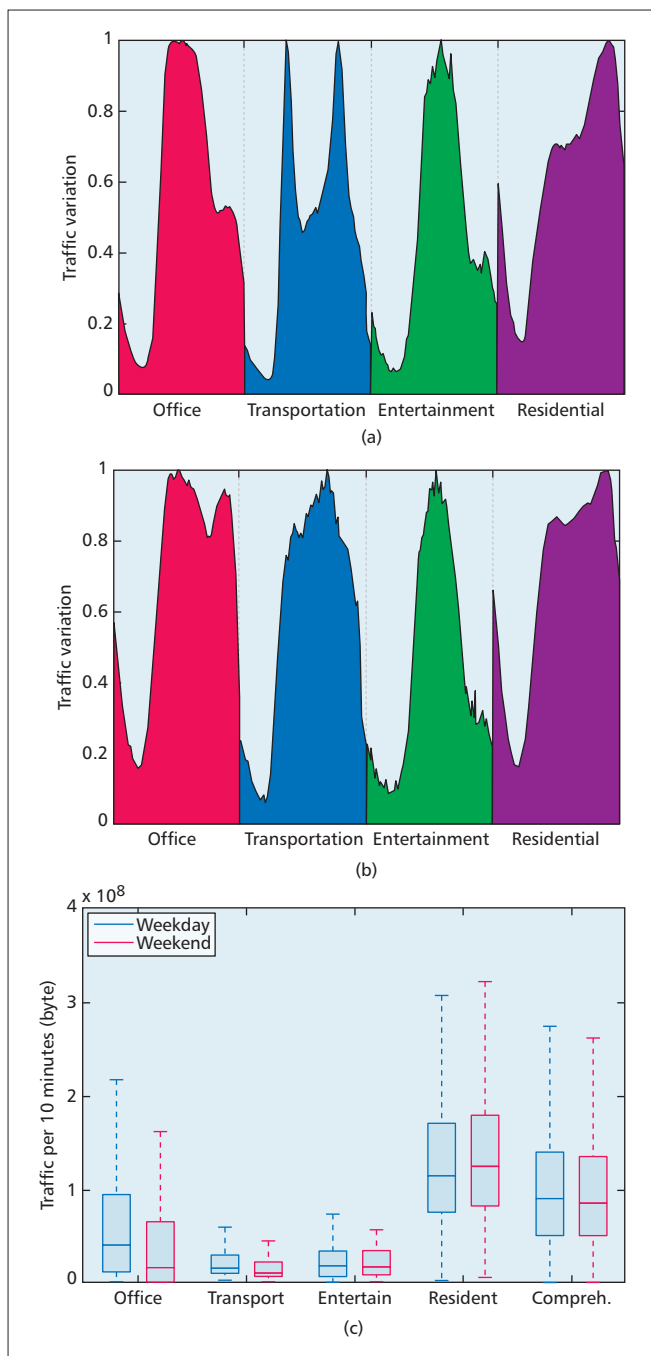 1
0.8
0.6
0.4
0.2
0
Traffic variation
Office Transportation Entertainment Residential
(a)
1
0.8
0.6
0.4
0.2
0
Traffic variation
Office Transportation Entertainment Residential
(b)
4 x 10^8
Weekday
Weekend
3
2
1
0
Traffic per 10 minutes (byte)
Office Transport Entertain Resident Compreh.
(c)